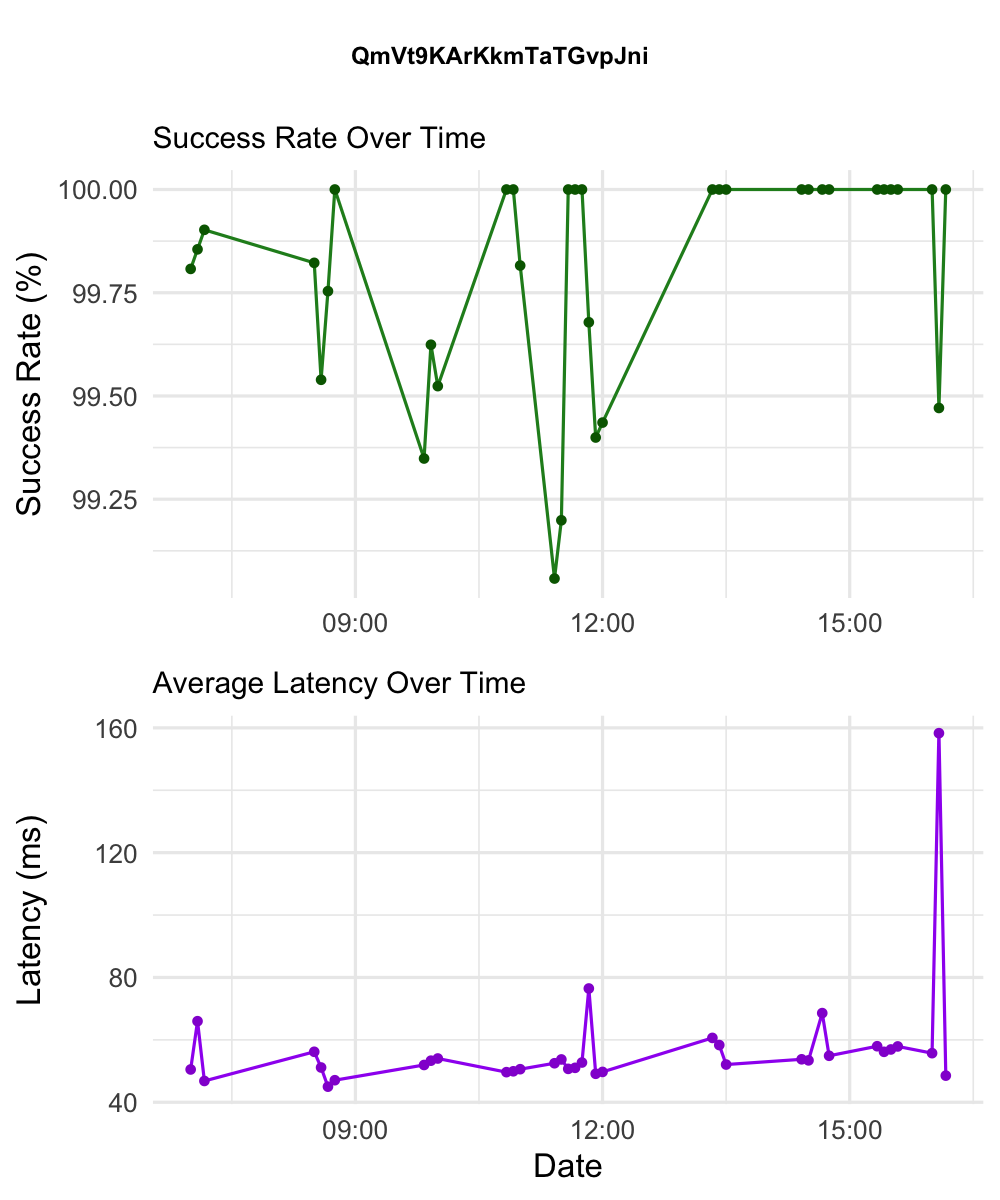 QmVt9KArKkmTaTGvpJni
Success Rate Over Time
Success Rate (%)
100.00
99.75
99.50
99.25
09:00 12:00 15:00
Average Latency Over Time
Latency (ms)
160
120
80
40
09:00 12:00 15:00
Date